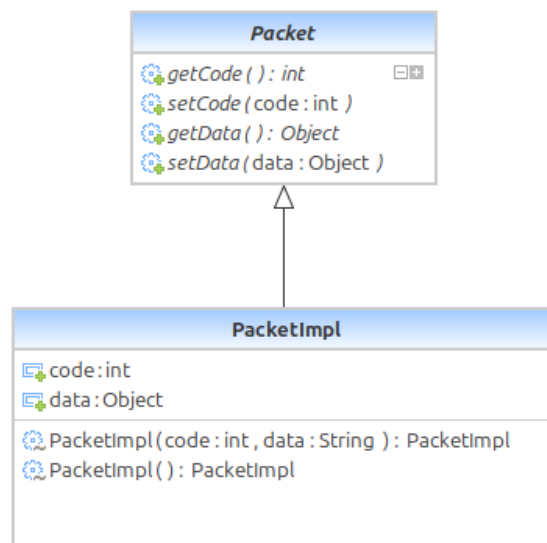 Packet
getCode( ) : int
setCode( code : int )
getData( ) : Object
setData( data : Object )
PacketImpl
code : int
data : Object
PacketImpl( code : int , data : String ) : PacketImpl
PacketImpl( ) : PacketImpl